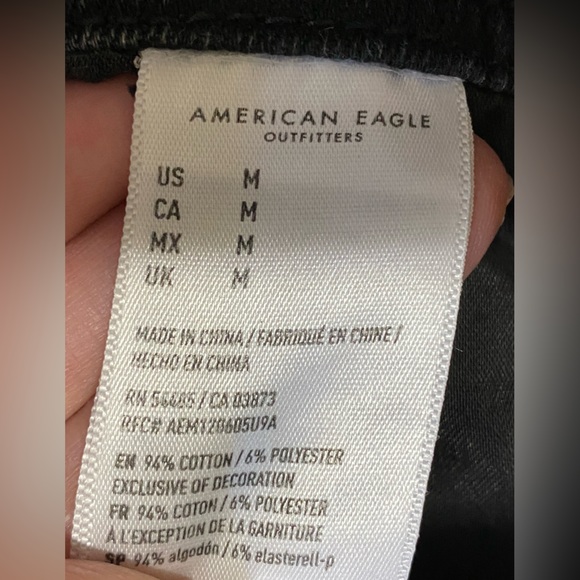 AMERICAN EAGLE
OUTFITTERS
US M
CA M
MX M
UK M
MADE IN CHINA / FABRIQUÉ EN CHINE /
HECHO EN CHINA
RN 54485 / CA 03873
RFC# AEM120605U9A
EN 94% COTTON / 6% POLYESTER
EXCLUSIVE OF DECORATION
FR 94% COTON / 6% POLYESTER
À L'EXCEPTION DE LA GARNITURE
SP 94% algodón / 6% elasterell-p